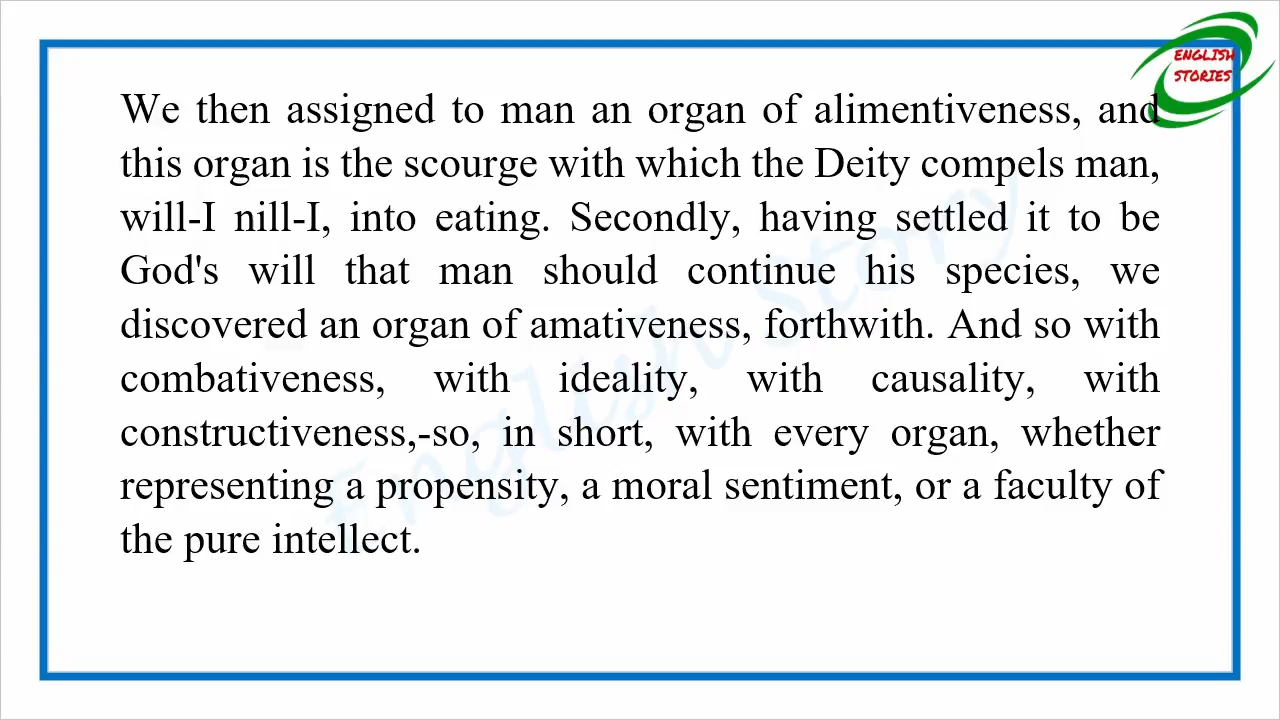 ENGLISH
STORIES
We then assigned to man an organ of alimentiveness, and
this organ is the scourge with which the Deity compels man,
will-I nill-I, into eating. Secondly, having settled it to be
God's will that man should continue his species, we
discovered an organ of amativeness, forthwith. And so with
combativeness, with ideality, with causality, with
constructiveness,-so, in short, with every organ, whether
representing a propensity, a moral sentiment, or a faculty of
the pure intellect.
English Story